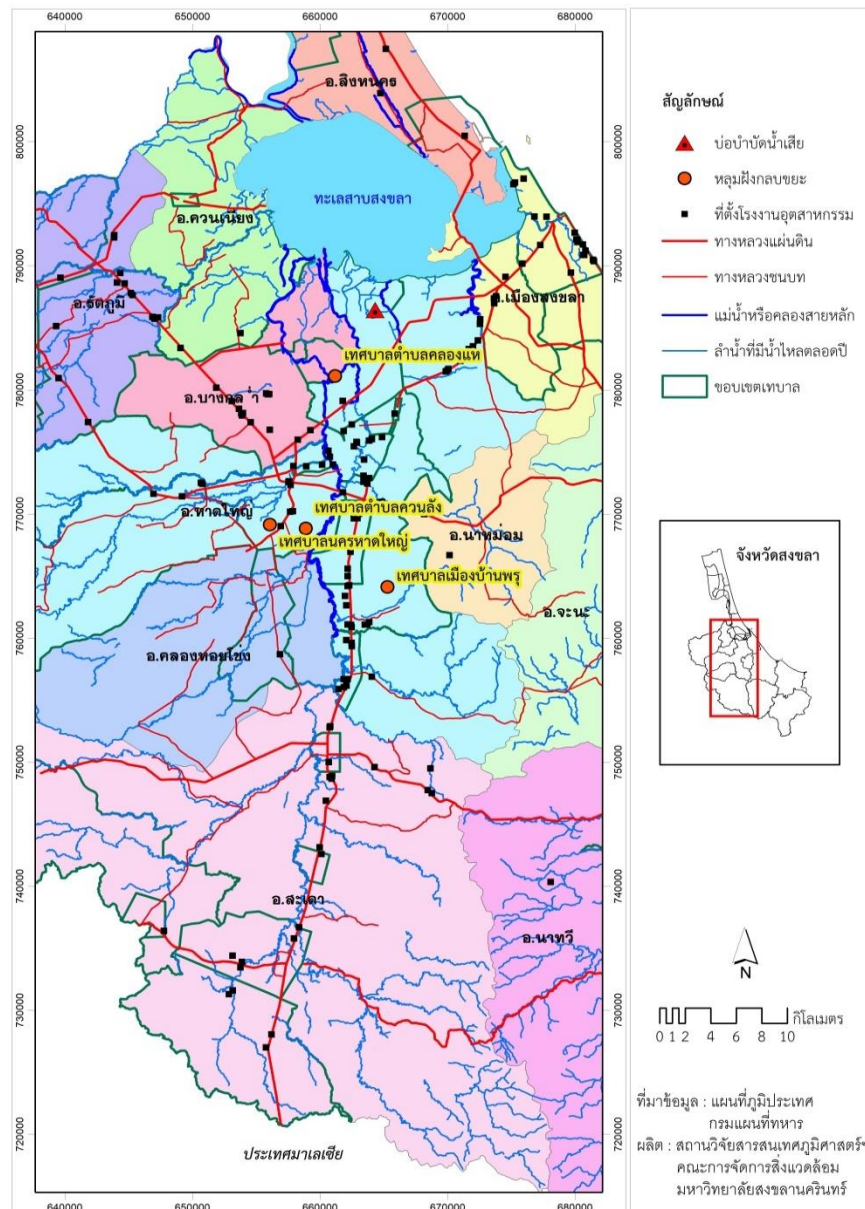 640000 650000 660000 670000 680000
800000
790000
780000
770000
760000
750000
740000
730000
720000
อ.สิงหนคร
ทะเลสาบสงขลา
อ.ควนเนียง
อ.รัตภูมิ
อ.เมืองสงขลา
เทศบาลตำบลคลองแห
อ.บางกล ่ำ
อ.หาดใหญ่
เทศบาลตำบลควนลัง
เทศบาลนครหาดใหญ่
อ.นาหม่อม
เทศบาลเมืองบ้านพรุ
อ.จะนะ
อ.คลองหอยโข่ง
อ.สะเดา
อ.นาทวี
ประเทศมาเลเซีย
800000
790000
780000
770000
760000
750000
740000
730000
720000
640000 650000 660000 670000 680000
สัญลักษณ์
บ่อบำบัดน้ำเสีย
หลุมฝังกลบขยะ
ที่ตั้งโรงงานอุตสาหกรรม
ทางหลวงแผ่นดิน
ทางหลวงชนบท
แม่น้ำหรือคลองสายหลัก
ลำน้ำที่มีน้ำไหลตลอดปี
ขอบเขตเทบาล
จังหวัดสงขลา
N
กิโลเมตร
0 1 2 4 6 8 10
ที่มาข้อมูล : แผนที่ภูมิประเทศ
กรมแผนที่ทหาร
ผลิต : สถานวิจัยสารสนเทศภูมิศาสตร์ฯ
คณะการจัดการสิ่งแวดล้อม
มหาวิทยาลัยสงขลานครินทร์